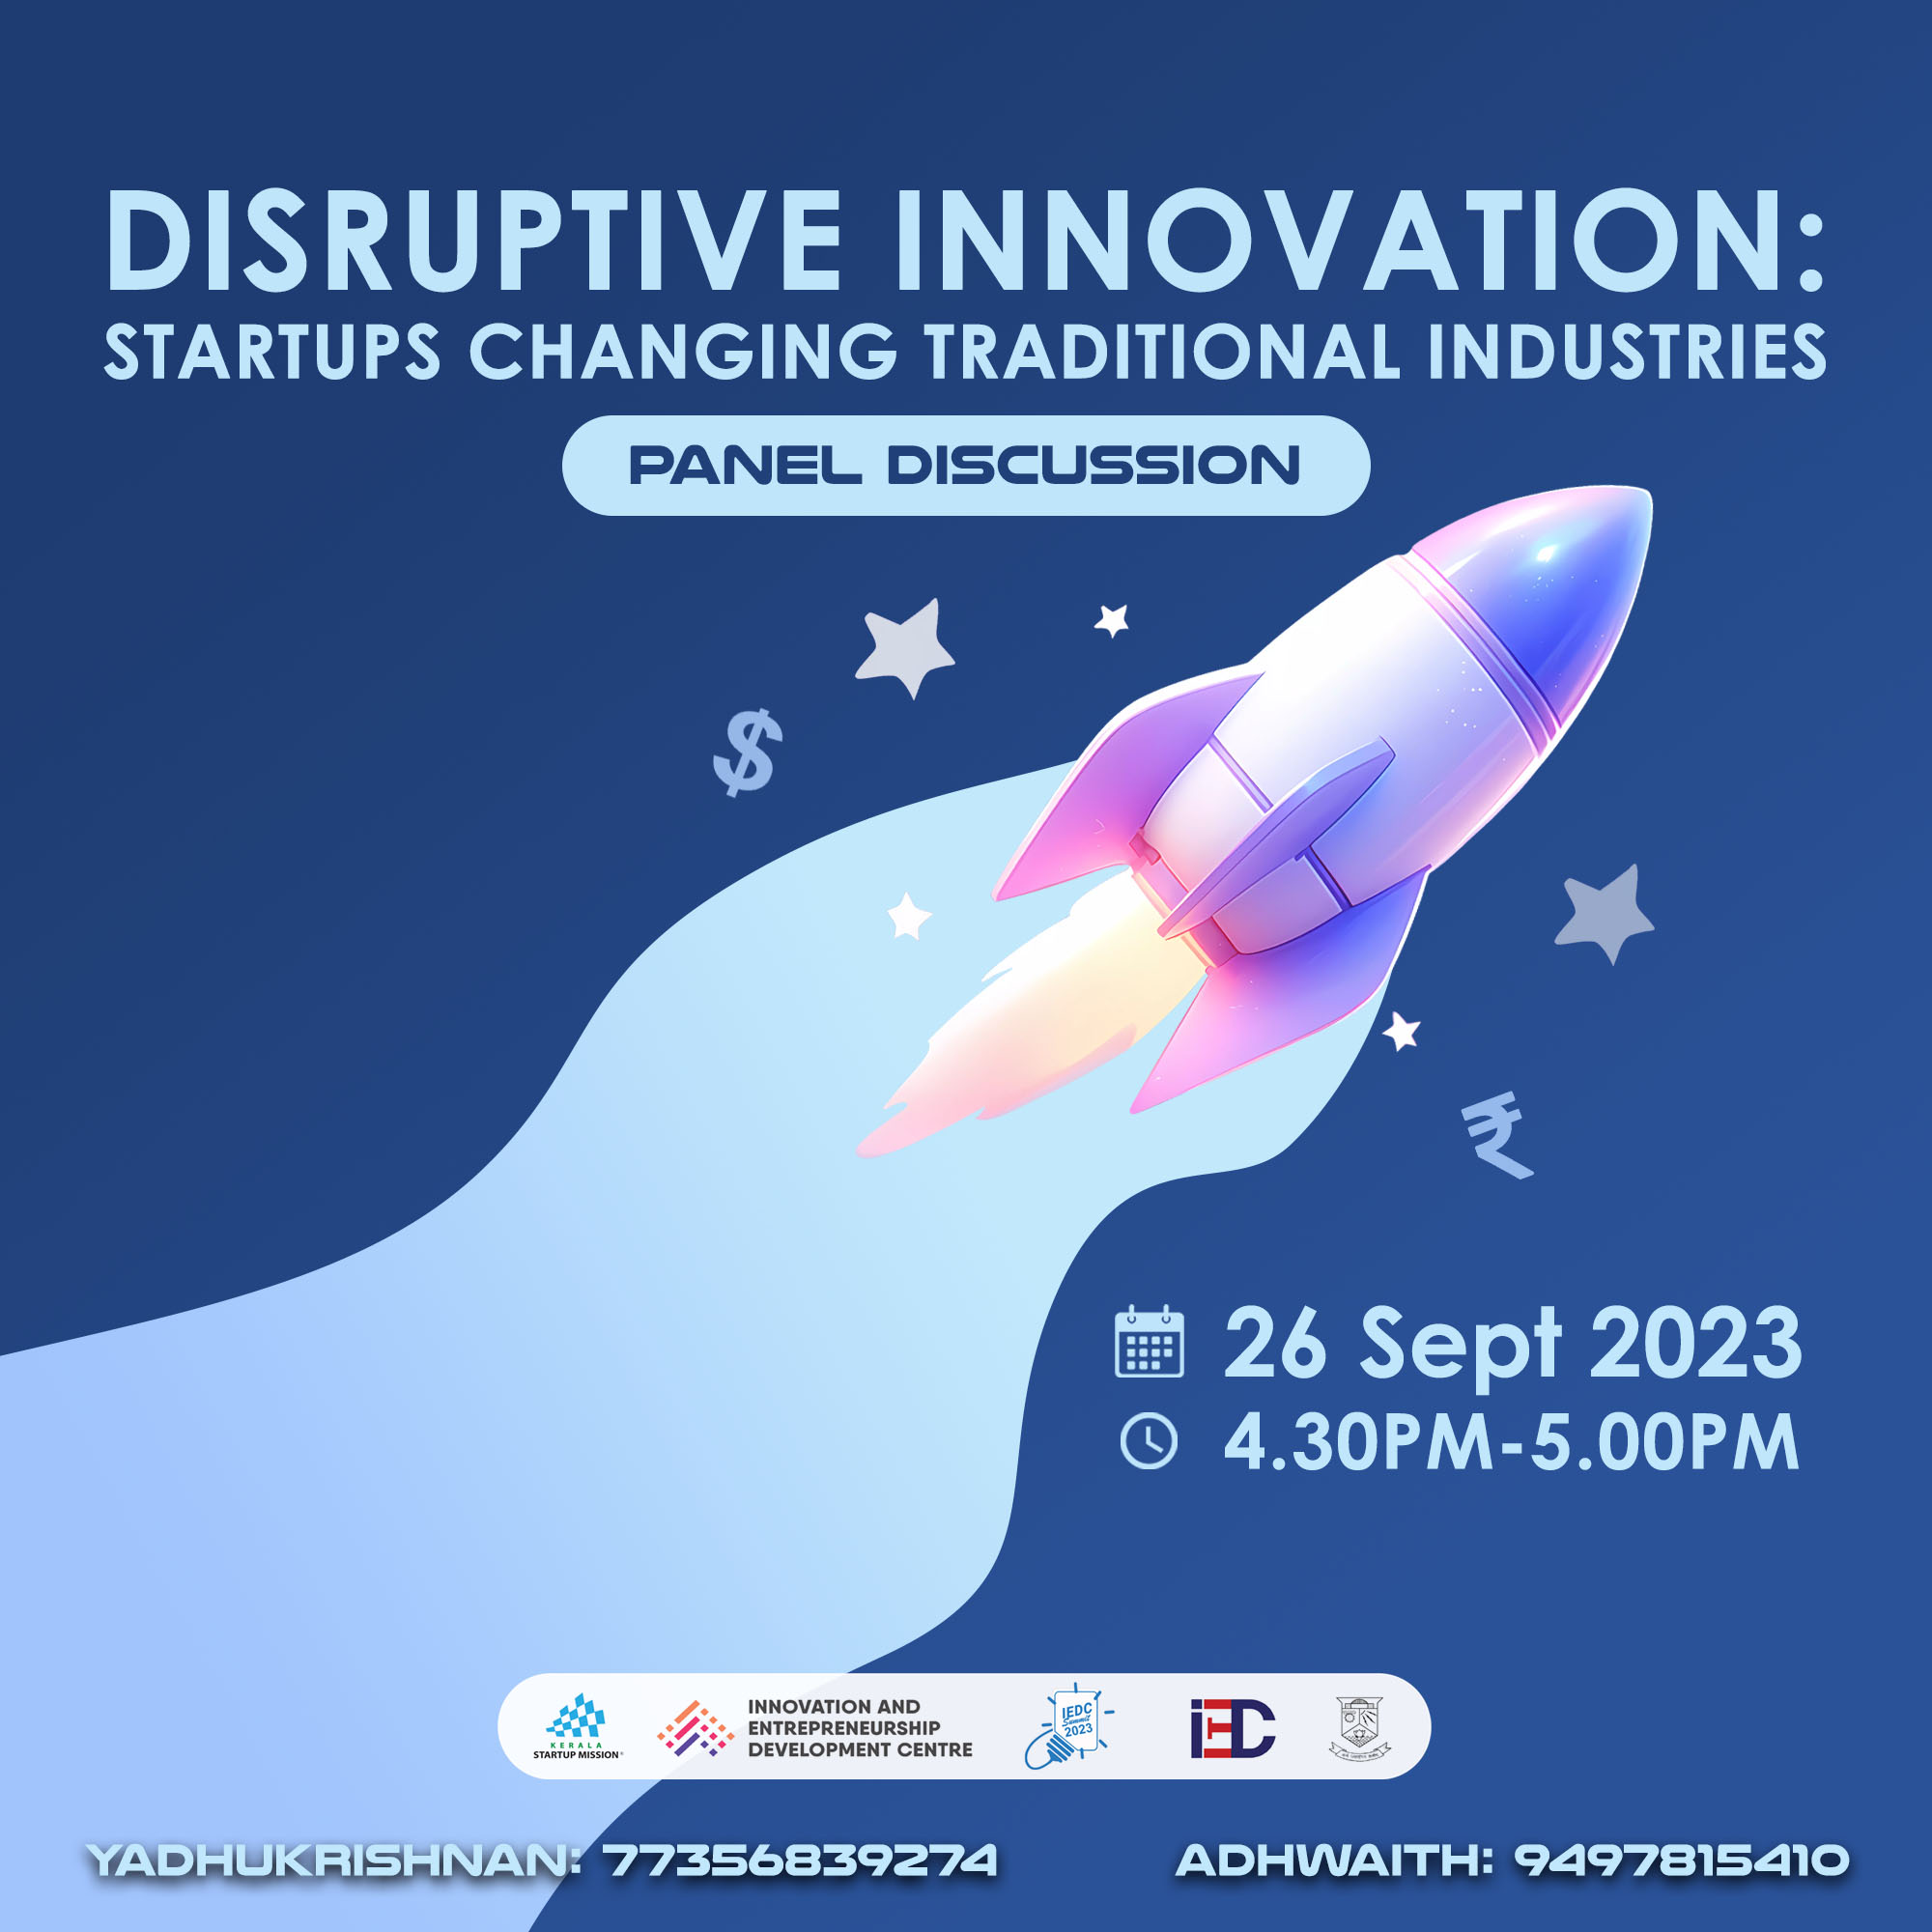 DISRUPTIVE INNOVATION:
STARTUPS CHANGING TRADITIONAL INDUSTRIES
PANEL DISCUSSION
$
₹
26 Sept 2023
4.30PM-5.00PM
KERALA
STARTUP MISSION
INNOVATION AND
ENTREPRENEURSHIP
DEVELOPMENT CENTRE
IEDC
Summit
2023
iEDC
YADHUKRISHNAN: 77356839274
ADHWAITH: 9497815410